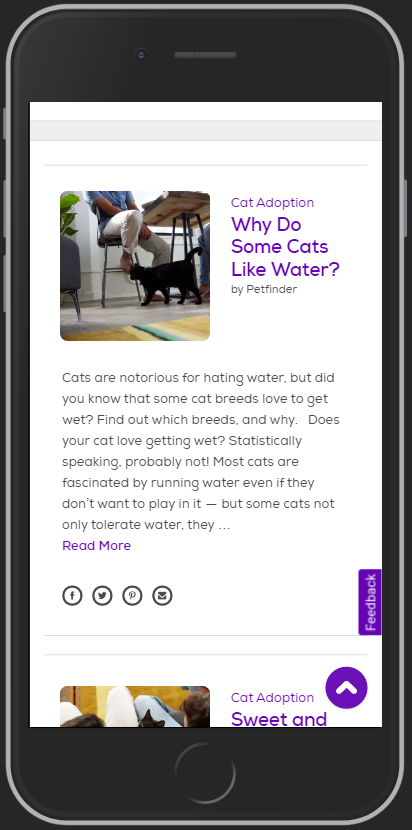 Cat Adoption
Why Do
Some Cats
Like Water?
by Petfinder
Cats are notorious for hating water, but did
you know that some cat breeds love to get
wet? Find out which breeds, and why.   Does
your cat love getting wet? Statistically
speaking, probably not! Most cats are
fascinated by running water even if they
don’t want to play in it — but some cats not
only tolerate water, they …
Read More
Feedback
Cat Adoption
Sweet and